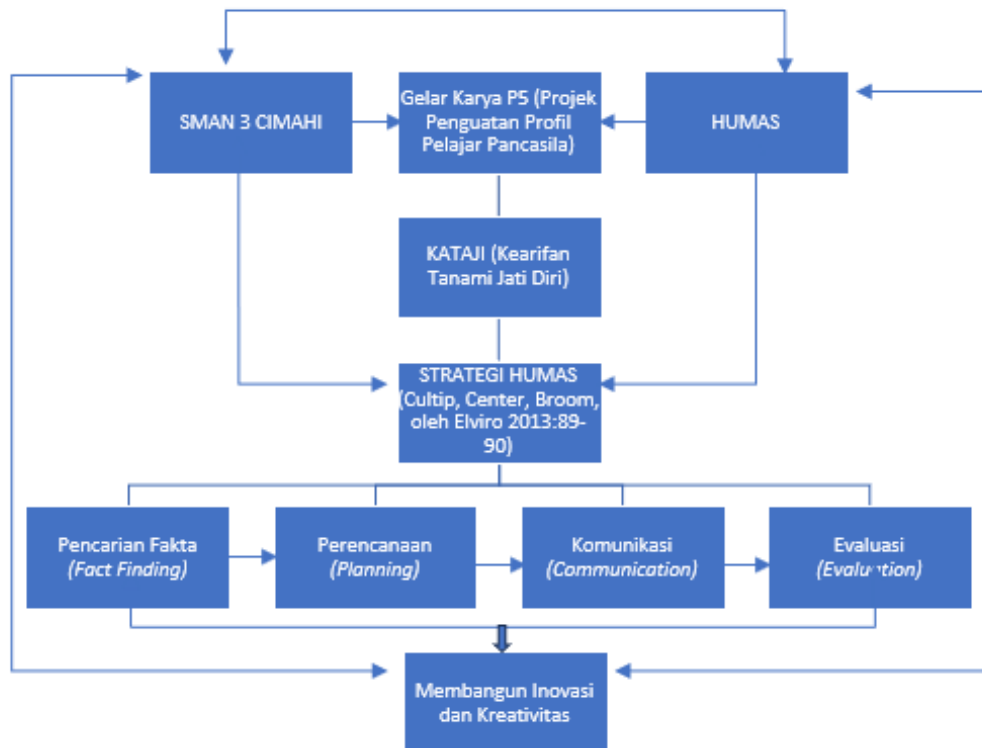 SMAN 3 CIMAHI
Gelar Karya P5 (Projek
Penguatan Profil
Pelajar Pancasila)
HUMAS
KATAJI (Kearifan
Tanami Jati Diri)
STRATEGI HUMAS
(Cultip, Center, Broom,
oleh Elviro 2013:89-
90)
Pencarian Fakta
(Fact Finding)
Perencanaan
(Planning)
Komunikasi
(Communication)
Evaluasi
(Evaluation)
Membangun Inovasi
dan Kreativitas